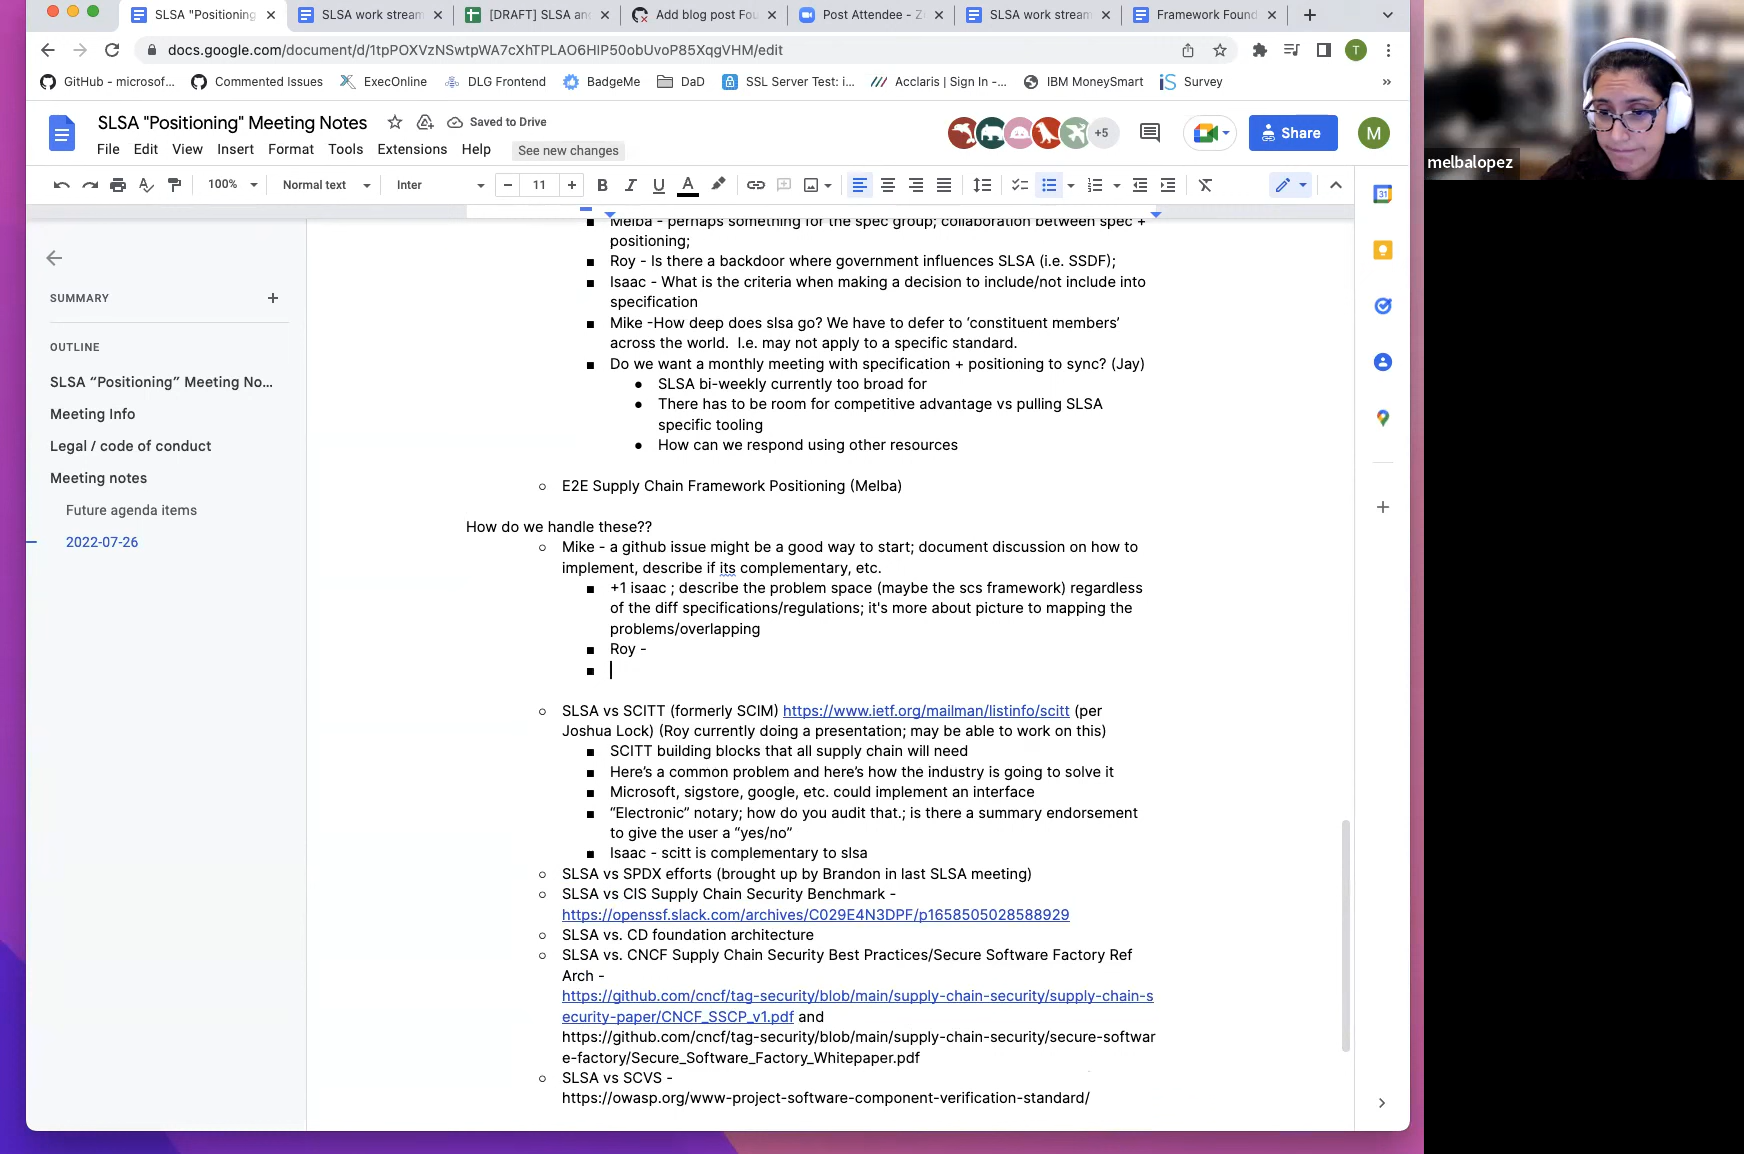 SLSA "Positioning
SLSA work stream
[DRAFT] SLSA and
Add blog post Fou
Post Attendee - Z
SLSA work stream
Framework Found
docs.google.com/document/d/1tpPOXVzNSwtpWA7cXhTPLAO6HIP50obUvoP85XqgVHM/edit
T
GitHub - microsof...
Commented Issues
ExecOnline
DLG Frontend
BadgeMe
DaD
SSL Server Test: i...
Acclaris | Sign In -...
IBM MoneySmart
Survey
»
SLSA "Positioning" Meeting Notes
Saved to Drive
File Edit View Insert Format Tools Extensions Help
See new changes
+5
Share
M
100%
Normal text
Inter
11
SUMMARY
OUTLINE
SLSA “Positioning” Meeting No...
Meeting Info
Legal / code of conduct
Meeting notes
Future agenda items
2022-07-26
Melba - perhaps something for the spec group; collaboration between spec +
positioning;
Roy - Is there a backdoor where government influences SLSA (i.e. SSDF);
Isaac - What is the criteria when making a decision to include/not include into
specification
Mike -How deep does slsa go? We have to defer to ‘constituent members’
across the world.  I.e. may not apply to a specific standard.
Do we want a monthly meeting with specification + positioning to sync? (Jay)
SLSA bi-weekly currently too broad for
There has to be room for competitive advantage vs pulling SLSA
specific tooling
How can we respond using other resources
E2E Supply Chain Framework Positioning (Melba)
How do we handle these??
Mike - a github issue might be a good way to start; document discussion on how to
implement, describe if its complementary, etc.
+1 isaac ; describe the problem space (maybe the scs framework) regardless
of the diff specifications/regulations; it's more about picture to mapping the
problems/overlapping
Roy -
SLSA vs SCITT (formerly SCIM) https://www.ietf.org/mailman/listinfo/scitt (per
Joshua Lock) (Roy currently doing a presentation; may be able to work on this)
SCITT building blocks that all supply chain will need
Here’s a common problem and here’s how the industry is going to solve it
Microsoft, sigstore, google, etc. could implement an interface
“Electronic” notary; how do you audit that.; is there a summary endorsement
to give the user a “yes/no”
Isaac - scitt is complementary to slsa
SLSA vs SPDX efforts (brought up by Brandon in last SLSA meeting)
SLSA vs CIS Supply Chain Security Benchmark -
https://openssf.slack.com/archives/C029E4N3DPF/p1658505028588929
SLSA vs. CD foundation architecture
SLSA vs. CNCF Supply Chain Security Best Practices/Secure Software Factory Ref
Arch -
https://github.com/cncf/tag-security/blob/main/supply-chain-security/supply-chain-s
ecurity-paper/CNCF_SSCP_v1.pdf and
https://github.com/cncf/tag-security/blob/main/supply-chain-security/secure-softwar
e-factory/Secure_Software_Factory_Whitepaper.pdf
SLSA vs SCVS -
https://owasp.org/www-project-software-component-verification-standard/
31
melbalopez